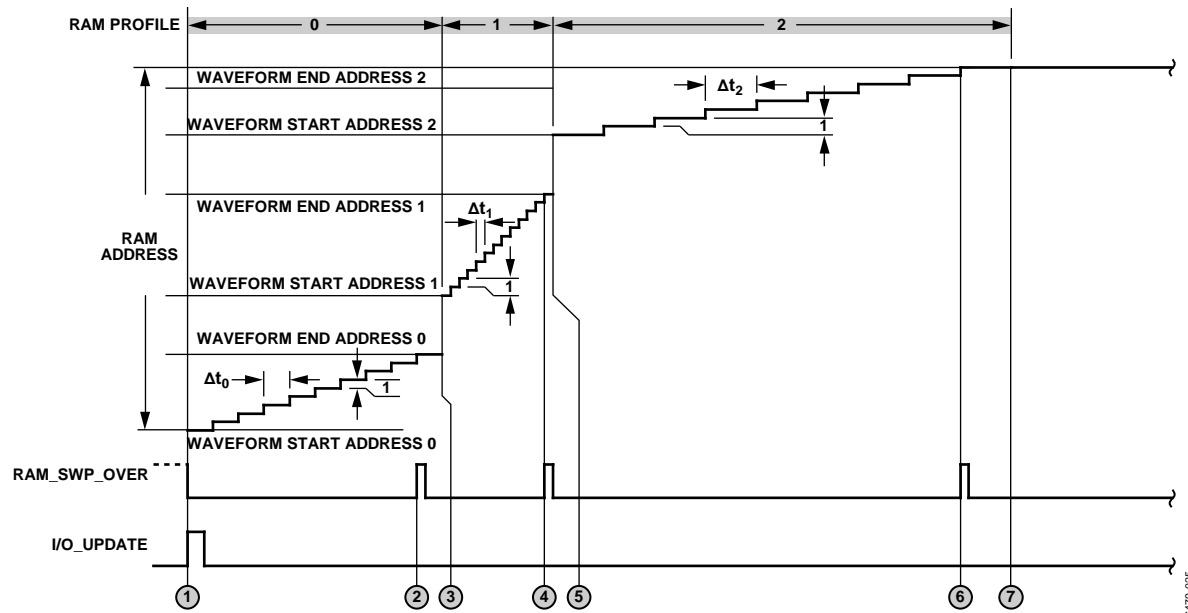 RAM PROFILE
0
1
2
WAVEFORM END ADDRESS 2
Δt2
WAVEFORM START ADDRESS 2
1
WAVEFORM END ADDRESS 1
Δt1
RAM
ADDRESS
WAVEFORM START ADDRESS 1
1
WAVEFORM END ADDRESS 0
Δt0
1
WAVEFORM START ADDRESS 0
RAM_SWP_OVER
I/O_UPDATE
1
2
3
4
5
6
7